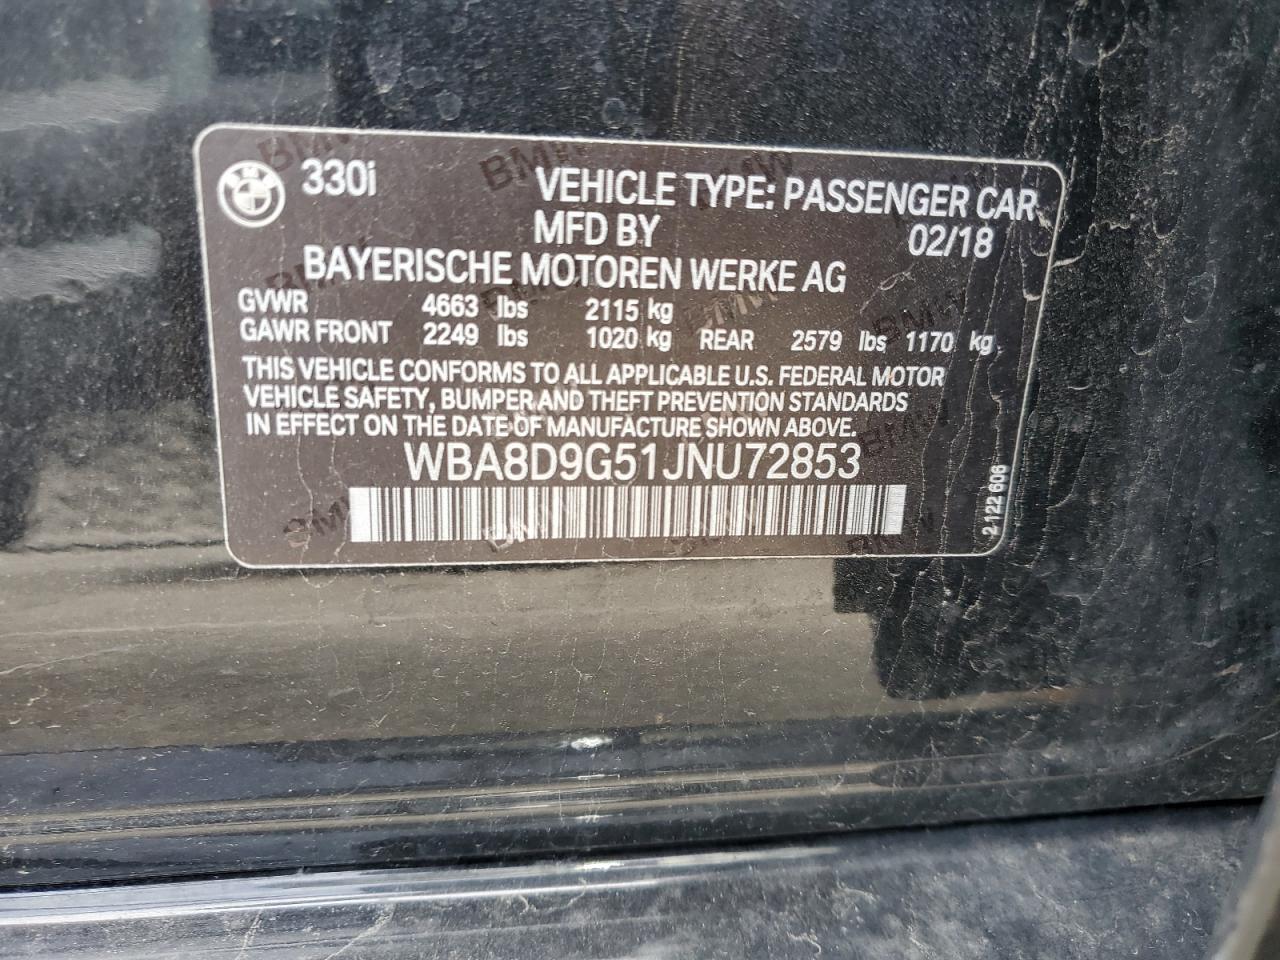 330i
VEHICLE TYPE: PASSENGER CAR
MFD BY 02/18
BAYERISCHE MOTOREN WERKE AG
GVWR 4663 lbs 2115 kg
GAWR FRONT 2249 lbs 1020 kg REAR 2579 lbs 1170 kg
THIS VEHICLE CONFORMS TO ALL APPLICABLE U.S. FEDERAL MOTOR
VEHICLE SAFETY, BUMPER AND THEFT PREVENTION STANDARDS
IN EFFECT ON THE DATE OF MANUFACTURE SHOWN ABOVE.
WBA8D9G51JNU72853
2 122 606